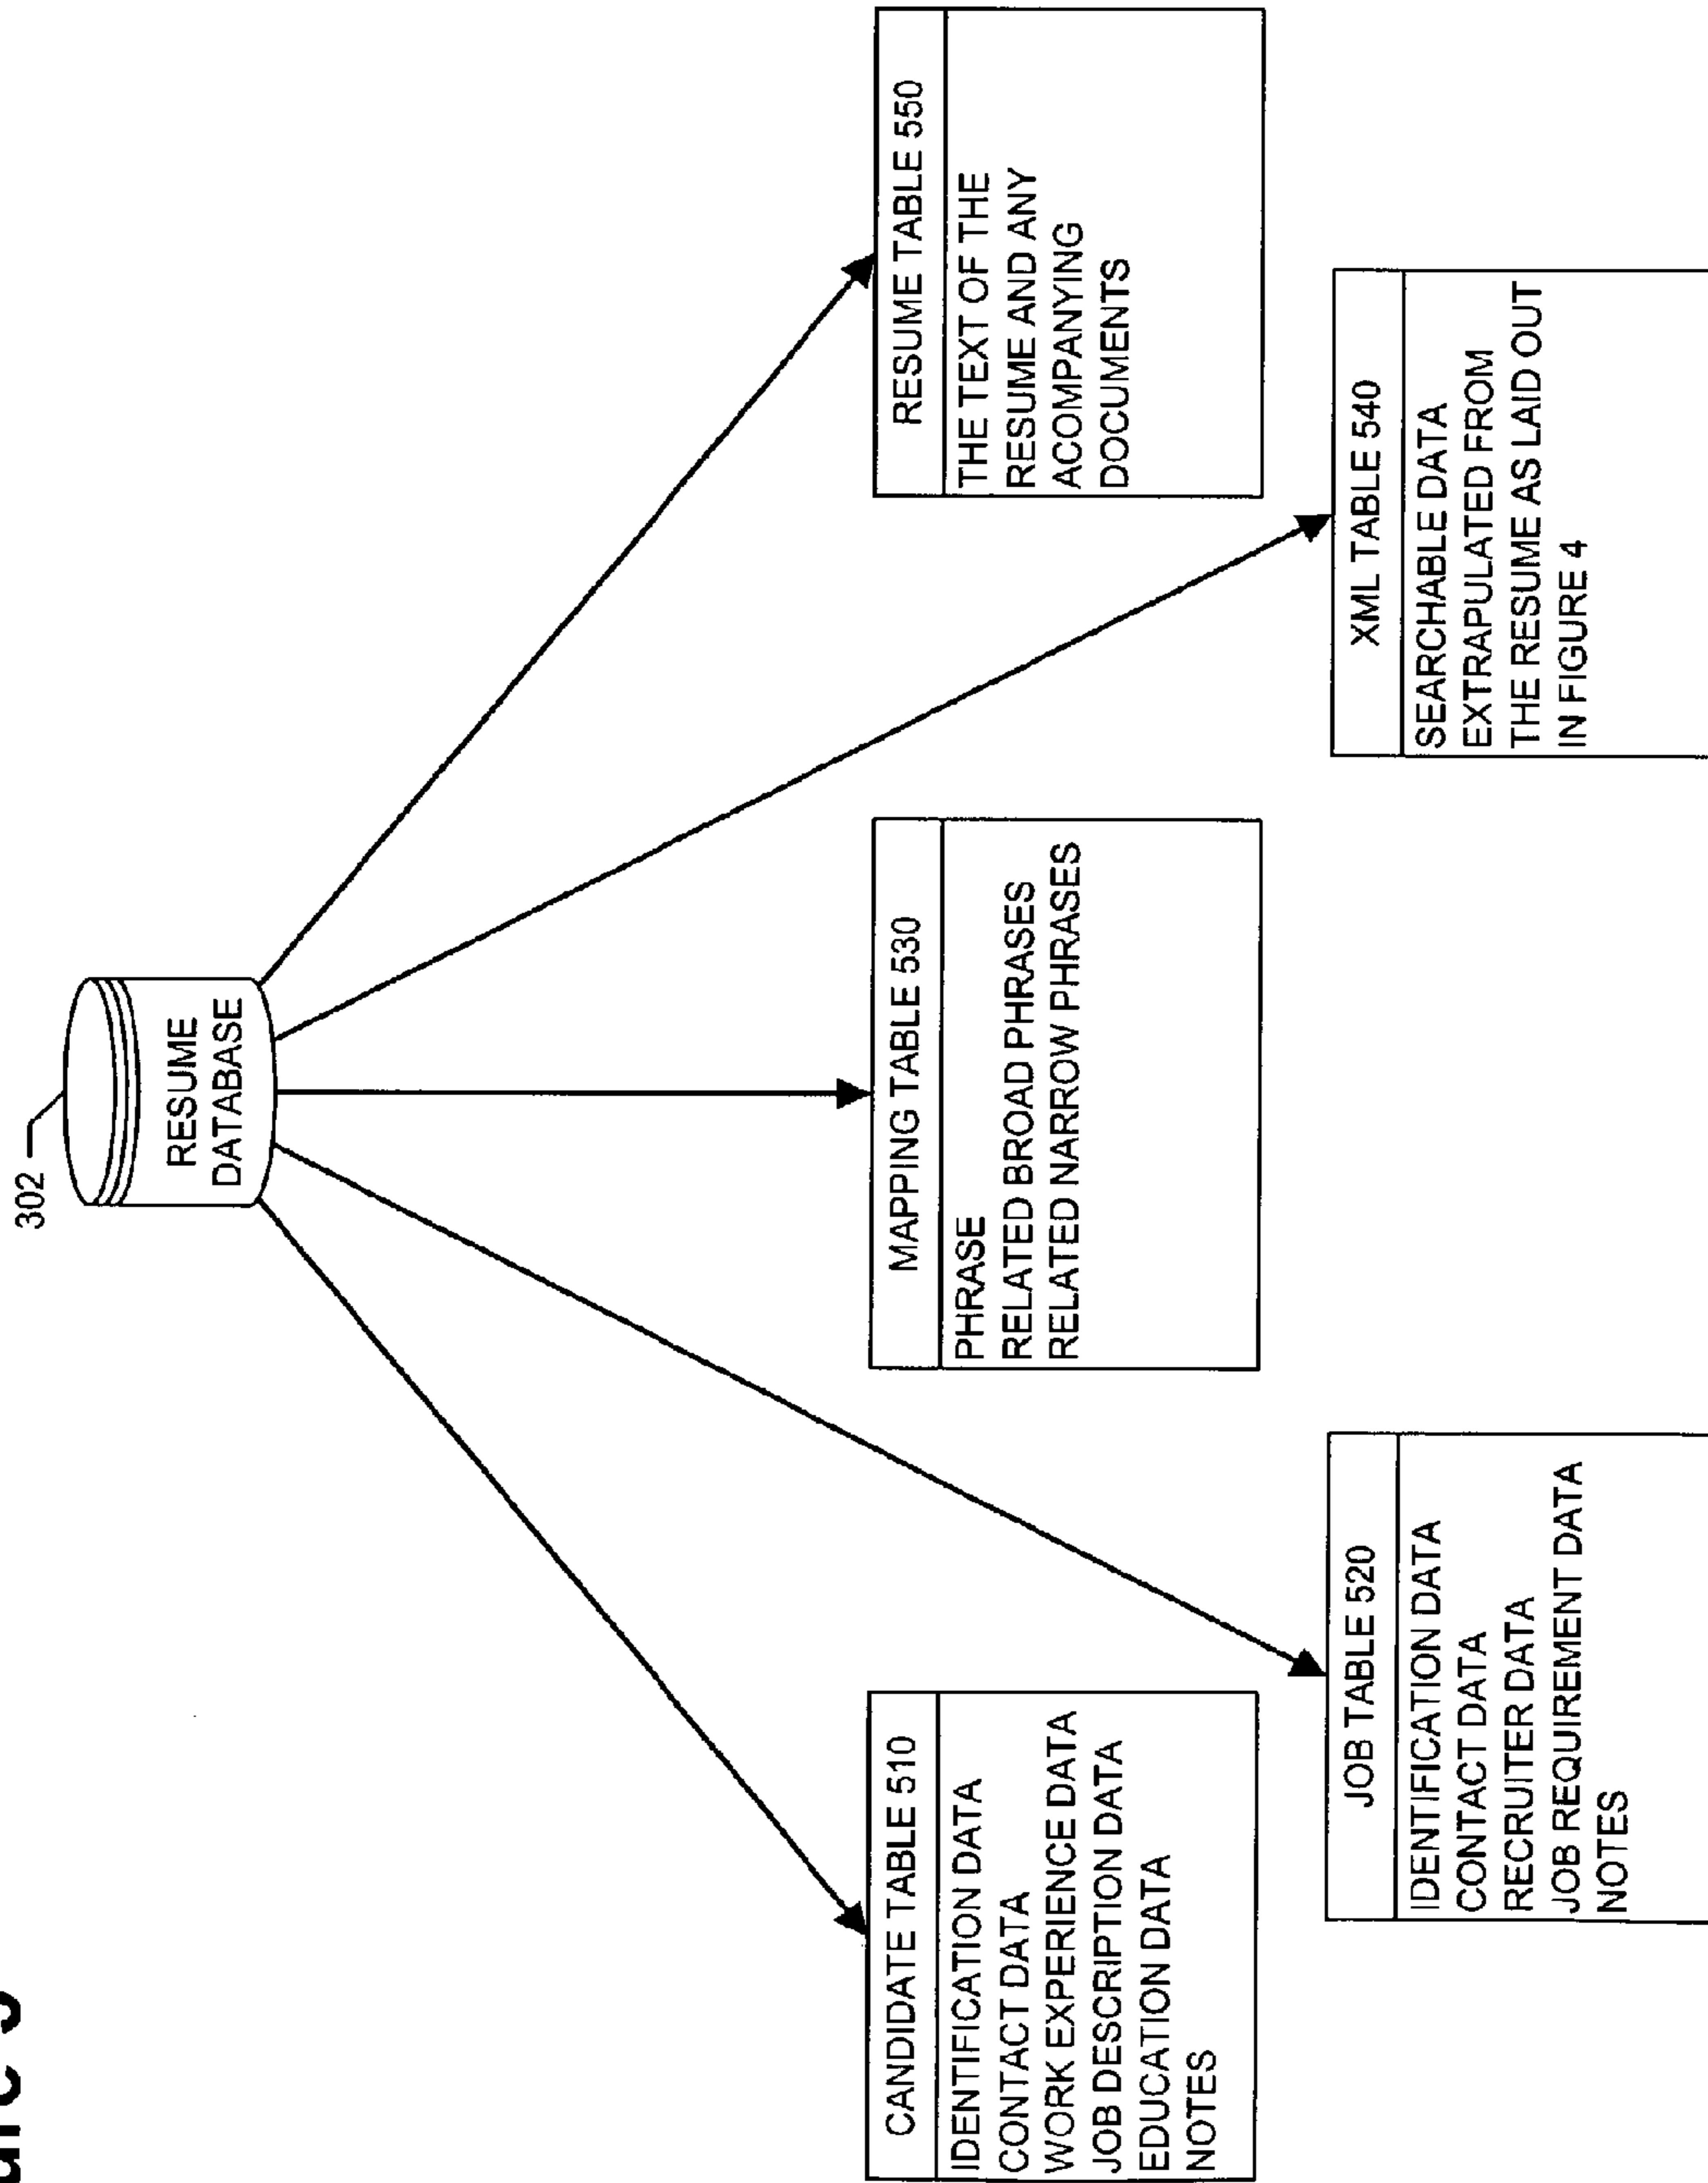 ure 5
302
RESUME
DATABASE
CANDIDATE TABLE 510
IDENTIFICATION DATA
CONTACT DATA
WORK EXPERIENCE DATA
JOB DESCRIPTION DATA
EDUCATION DATA
NOTES
JOB TABLE 520
IDENTIFICATION DATA
CONTACT DATA
RECRUITER DATA
JOB REQUIREMENT DATA
NOTES
MAPPING TABLE 530
PHRASE
RELATED BROAD PHRASES
RELATED NARROW PHRASES
XML TABLE 540
SEARCHABLE DATA
EXTRAPULATED FROM
THE RESUME AS LAID OUT
IN FIGURE 4
RESUME TABLE 550
THE TEXT OF THE
RESUME AND ANY
ACOMPANYING
DOCUMENTS